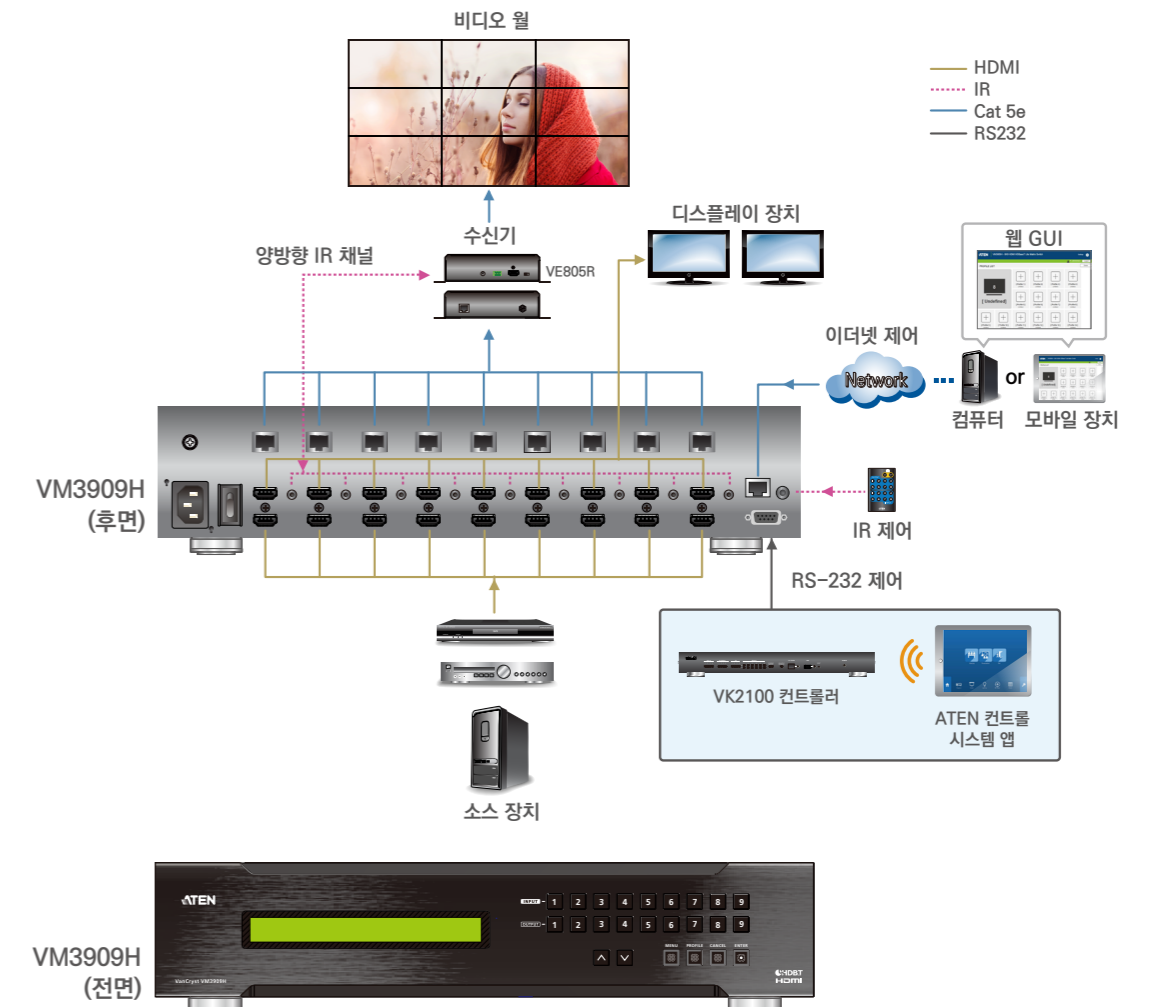 비디오 월
HDMI
IR
Cat 5e
RS232
디스플레이 장치
수신기
양방향 IR 채널
VE805R
웹 GUI
ATEN
[ Undefined]
이더넷 제어
Network
or
컴퓨터
모바일 장치
VM3909H
(후면)
IR 제어
RS-232 제어
VK2100 컨트롤러
ATEN 컨트롤
시스템 앱
소스 장치
ATEN
INPUT 1 2 3 4 5 6 7 8 9
OUTPUT 1 2 3 4 5 6 7 8 9
MENU PROFILE CANCEL ENTER
VM3909H
(전면)
VanCryst VM3909H
HDBT
HDMI